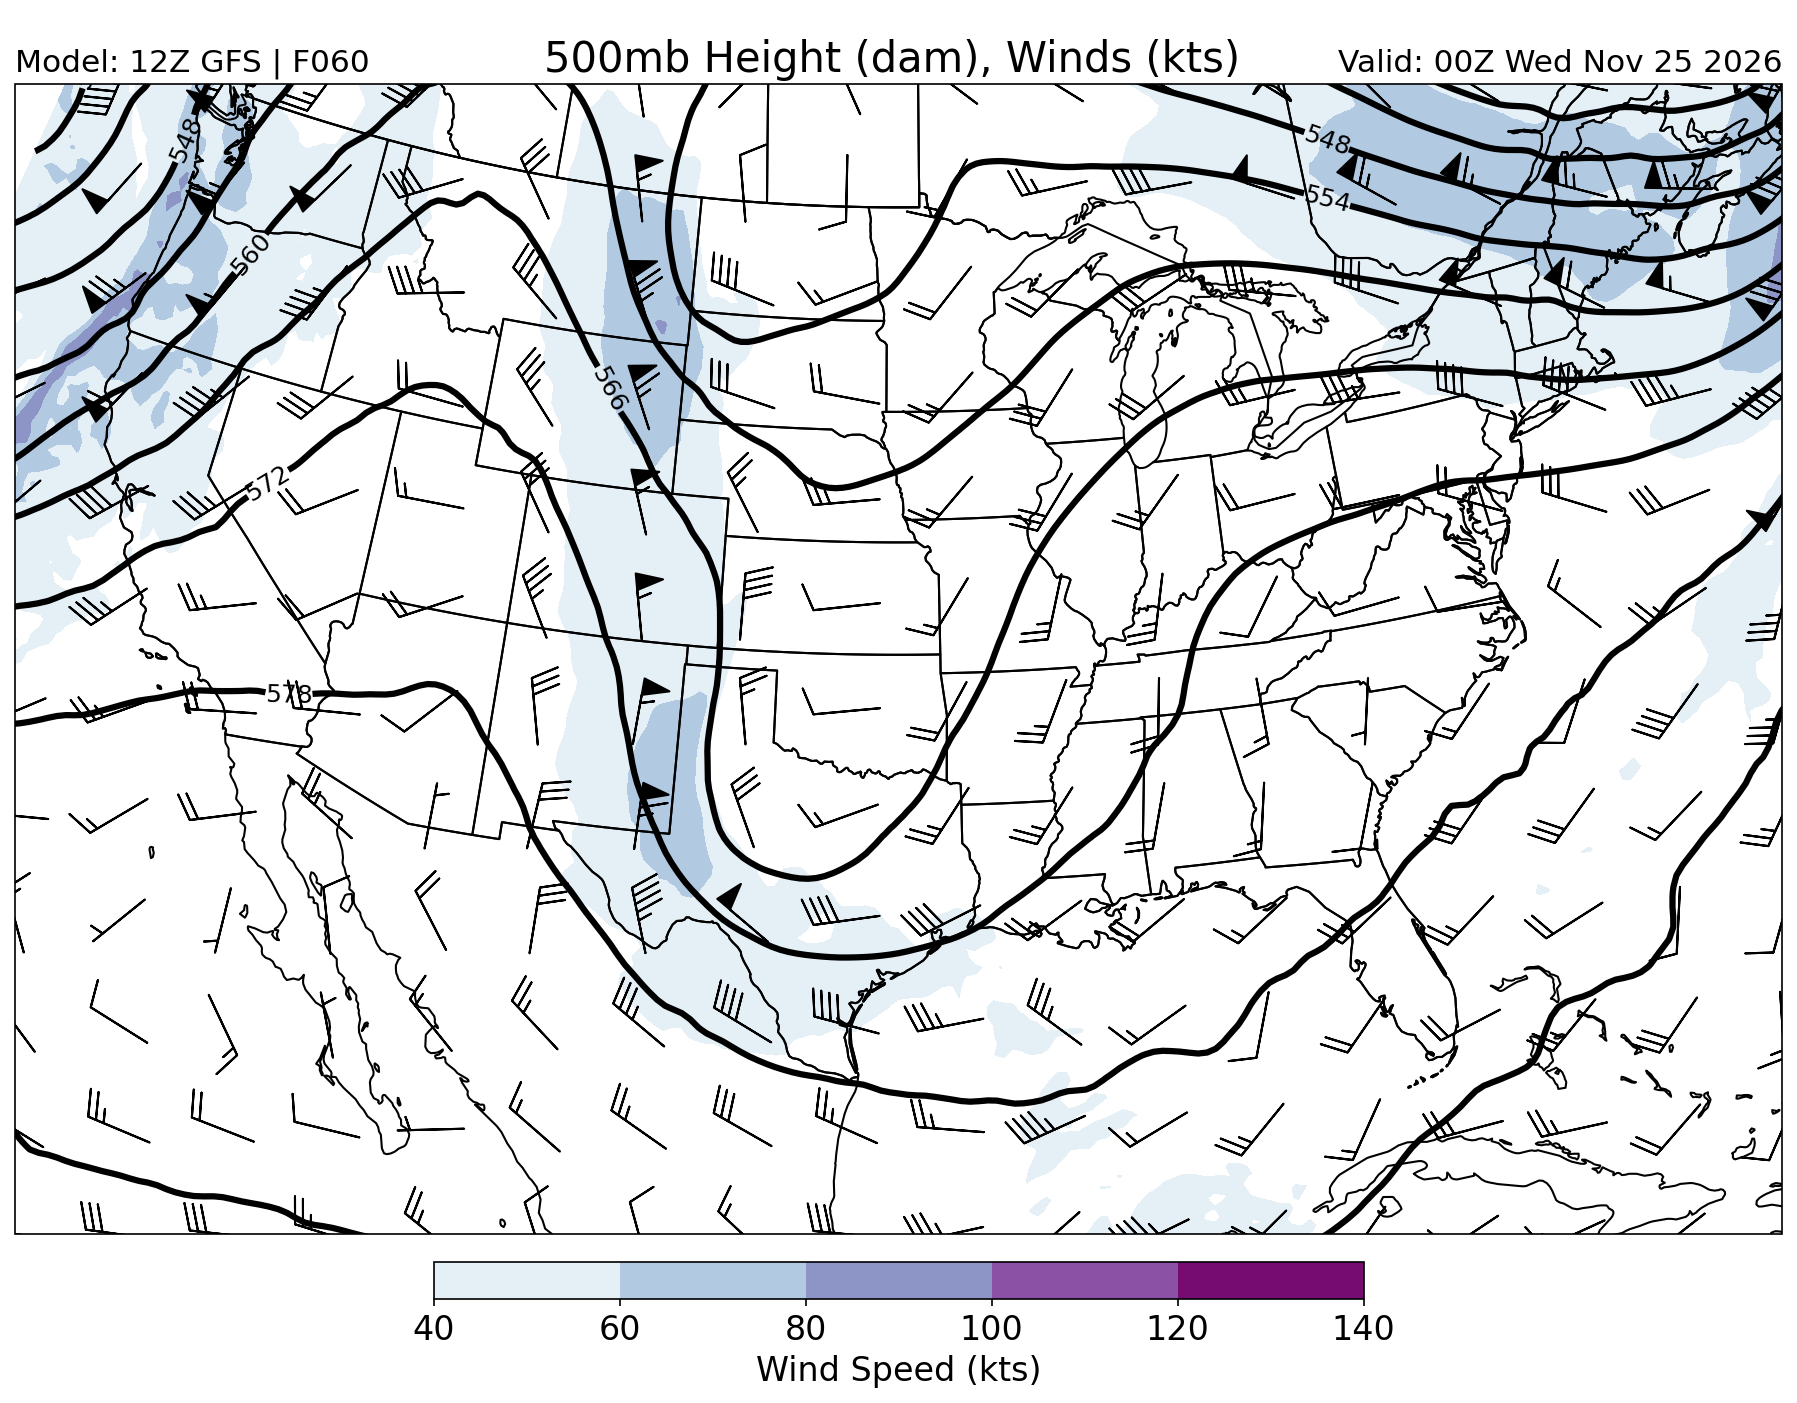 Model: 12Z GFS | F060
500mb Height (dam), Winds (kts)
Valid: 00Z Wed Nov 25 2026
548
548
554
560
566
572
578
40 60 80 100 120 140
Wind Speed (kts)